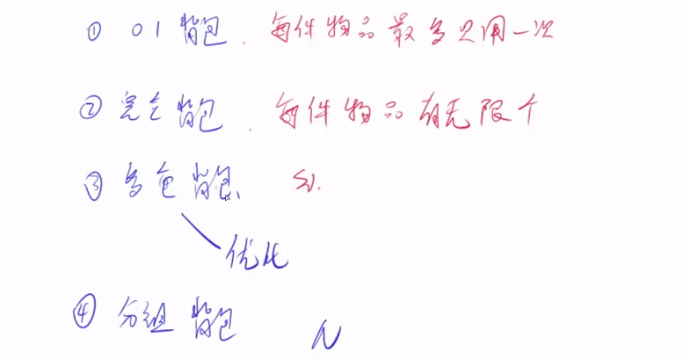 ① 01背包. 每件物品最多只用一次
② 完全背包. 每件物品有无限个
③ 多重背包 Si.
优化
④ 分组背包 N